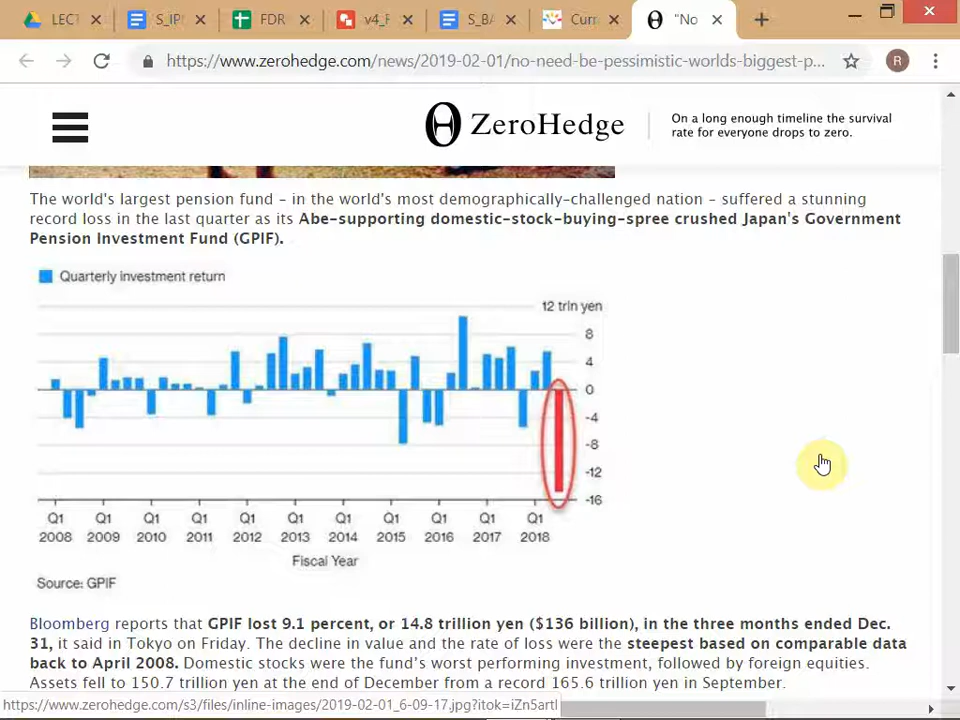 LECT
S_IPI
FDR
v4_F
S_BA
Curr
"No
https://www.zerohedge.com/news/2019-02-01/no-need-be-pessimistic-worlds-biggest-p...
R
ZeroHedge
On a long enough timeline the survival
rate for everyone drops to zero.
The world's largest pension fund - in the world's most demographically-challenged nation - suffered a stunning
record loss in the last quarter as its Abe-supporting domestic-stock-buying-spree crushed Japan's Government
Pension Investment Fund (GPIF).
Quarterly investment return
12 trln yen
8
4
0
-4
-8
-12
-16
Q1 Q1 Q1 Q1 Q1 Q1 Q1 Q1 Q1 Q1 Q1
2008 2009 2010 2011 2012 2013 2014 2015 2016 2017 2018
Fiscal Year
Source: GPIF
Bloomberg reports that GPIF lost 9.1 percent, or 14.8 trillion yen ($136 billion), in the three months ended Dec.
31, it said in Tokyo on Friday. The decline in value and the rate of loss were the steepest based on comparable data
back to April 2008. Domestic stocks were the fund's worst performing investment, followed by foreign equities.
Assets fell to 150.7 trillion yen at the end of December from a record 165.6 trillion yen in September.
https://www.zerohedge.com/s3/files/inline-images/2019-02-01_6-09-17.jpg?itok=iZn5artl